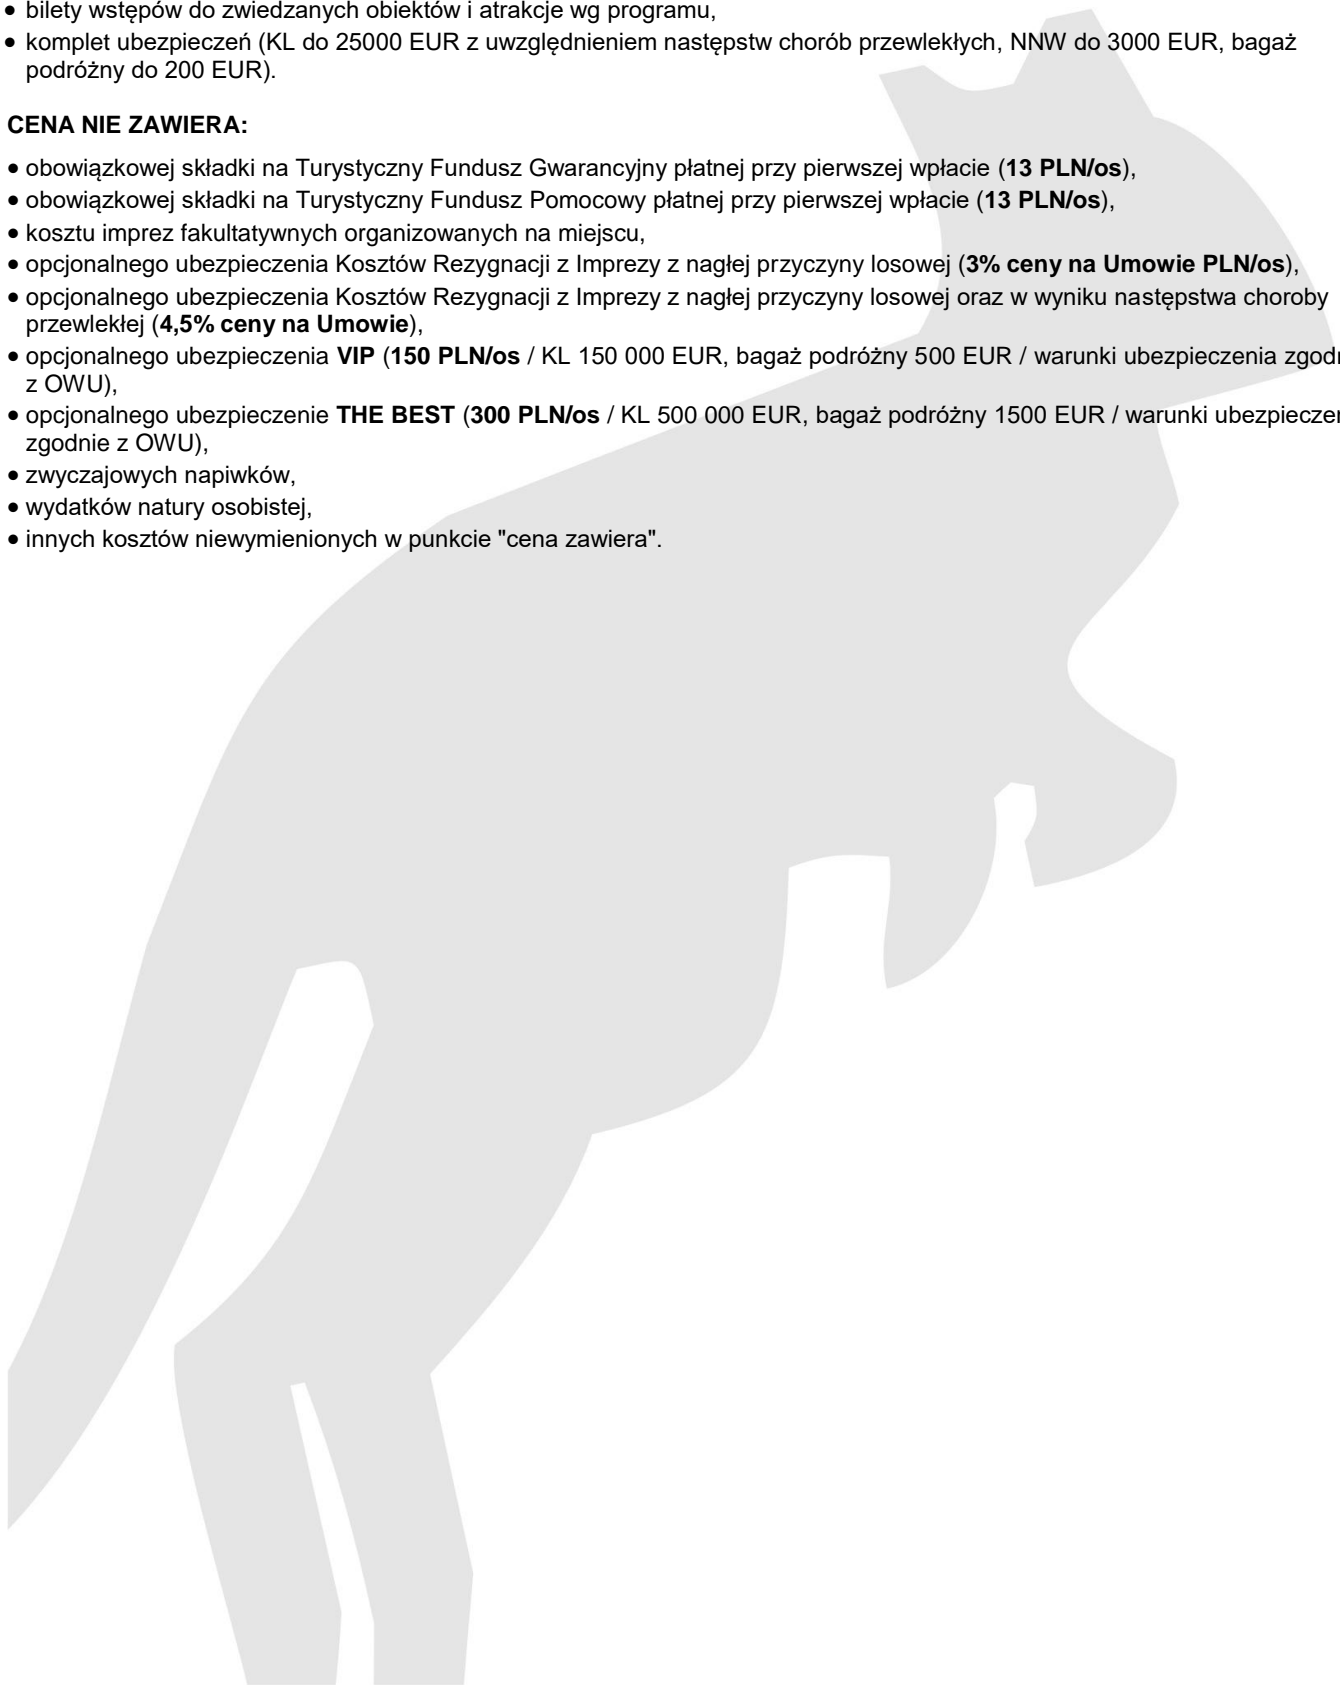 • bilety wstępów do zwiedzanych obiektów i atrakcje wg programu,
• komplet ubezpieczeń (KL do 25000 EUR z uwzględnieniem następstw chorób przewlekłych, NNW do 3000 EUR, bagaż
podróżny do 200 EUR).
CENA NIE ZAWIERA:
• obowiązkowej składki na Turystyczny Fundusz Gwarancyjny płatnej przy pierwszej wpłacie (13 PLN/os),
• obowiązkowej składki na Turystyczny Fundusz Pomocowy płatnej przy pierwszej wpłacie (13 PLN/os),
• kosztu imprez fakultatywnych organizowanych na miejscu,
• opcjonalnego ubezpieczenia Kosztów Rezygnacji z Imprezy z nagłej przyczyny losowej (3% ceny na Umowie PLN/os),
• opcjonalnego ubezpieczenia Kosztów Rezygnacji z Imprezy z nagłej przyczyny losowej oraz w wyniku następstwa choroby
przewlekłej (4,5% ceny na Umowie),
• opcjonalnego ubezpieczenia VIP (150 PLN/os / KL 150 000 EUR, bagaż podróżny 500 EUR / warunki ubezpieczenia
z OWU),
• opcjonalnego ubezpieczenie THE BEST (300 PLN/os / KL 500 000 EUR, bagaż podróżny 1500 EUR / warunki
zgodnie z OWU),
• zwyczajowych napiwków,
• wydatków natury osobistej,
• innych kosztów niewymienionych w punkcie "cena zawiera".